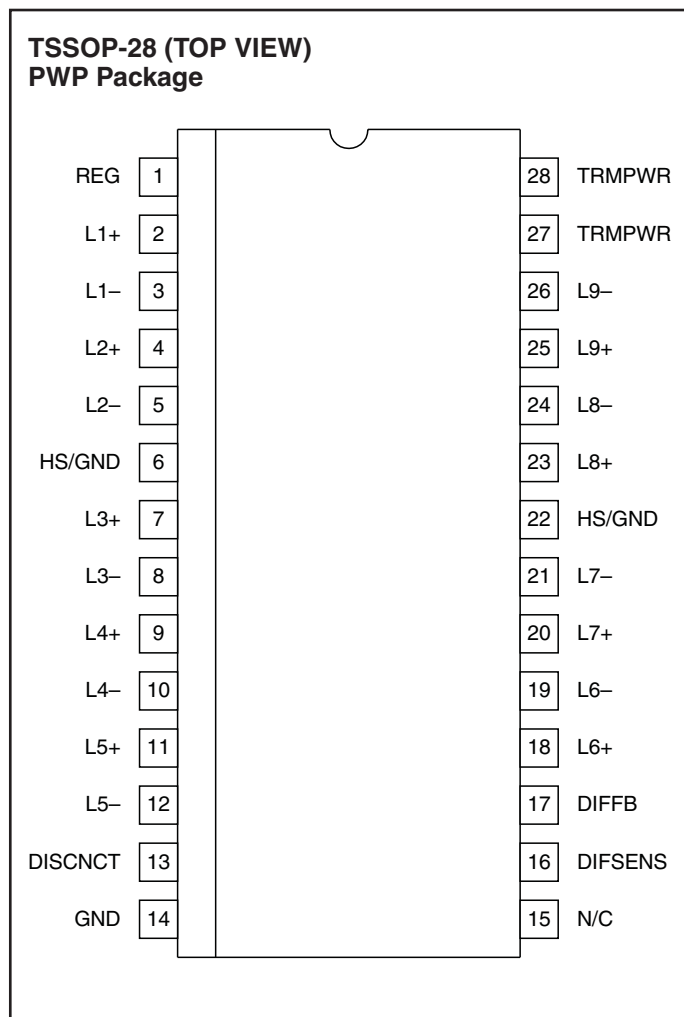 TSSOP-28 (TOP VIEW)
PWP Package
REG 1 28 TRMPWR
L1+ 2 27 TRMPWR
L1– 3 26 L9–
L2+ 4 25 L9+
L2– 5 24 L8–
HS/GND 6 23 L8+
L3+ 7 22 HS/GND
L3– 8 21 L7–
L4+ 9 20 L7+
L4– 10 19 L6–
L5+ 11 18 L6+
L5– 12 17 DIFFB
DISCNCT 13 16 DIFSENS
GND 14 15 N/C